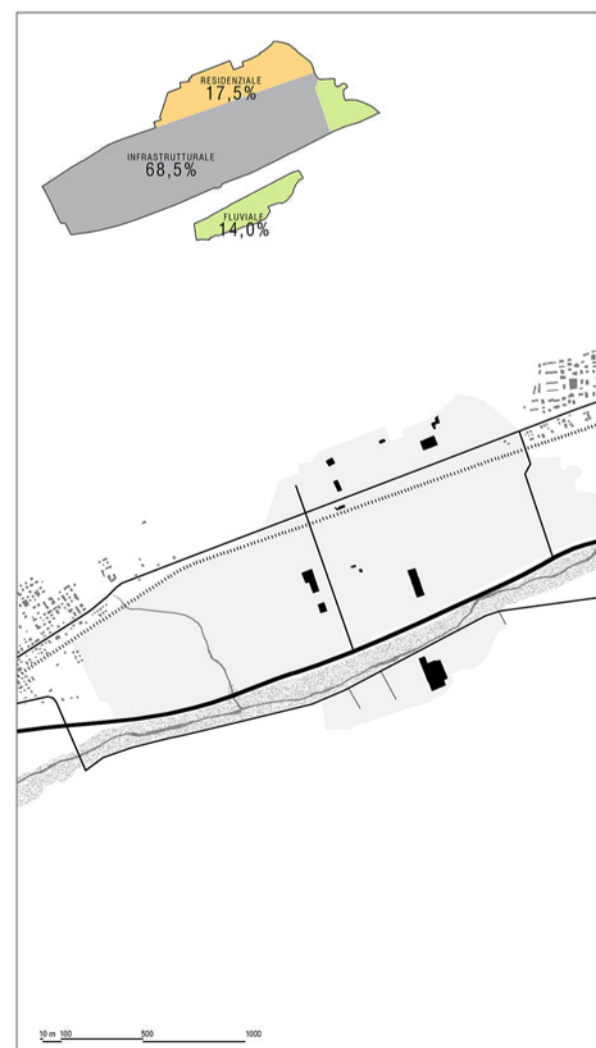 RESIDENZIALE
17,5%
INFRASTRUTTURALE
68,5%
FLUVIALE
14,0%
10 m 100 500 1000